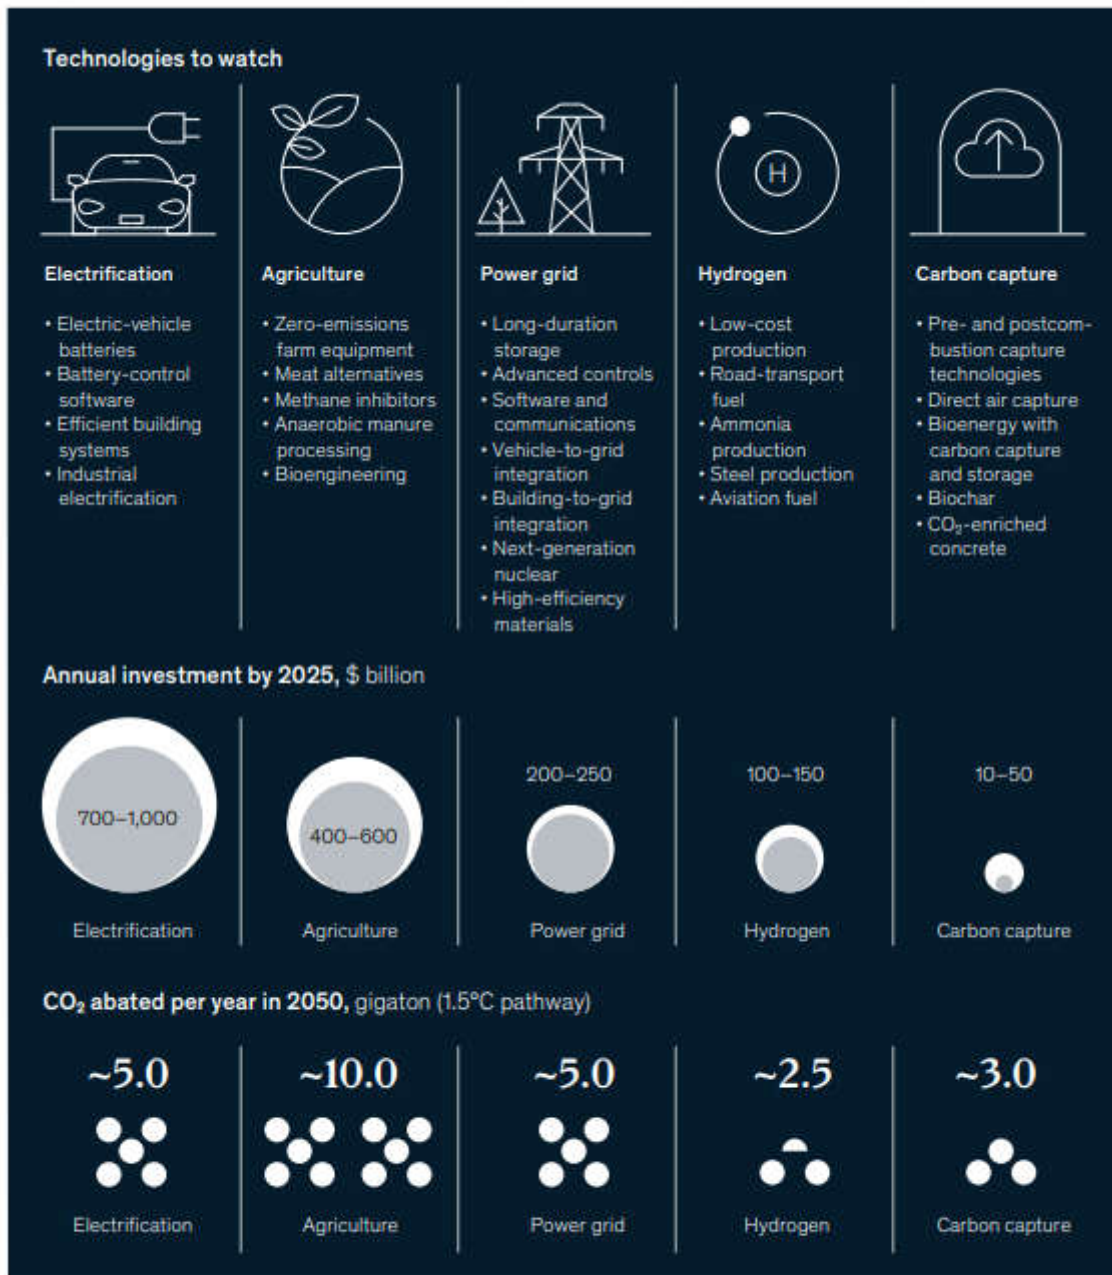 Technologies to watch
H
Electrification
• Electric-vehicle
batteries
• Battery-control
software
• Efficient building
systems
• Industrial
electrification
Agriculture
• Zero-emissions
farm equipment
• Meat alternatives
• Methane inhibitors
• Anaerobic manure
processing
• Bioengineering
Power grid
• Long-duration
storage
• Advanced controls
• Software and
communications
• Vehicle-to-grid
integration
• Building-to-grid
integration
• Next-generation
nuclear
• High-efficiency
materials
Hydrogen
• Low-cost
production
• Road-transport
fuel
• Ammonia
production
• Steel production
• Aviation fuel
Carbon capture
• Pre- and postcom-
bustion capture
technologies
• Direct air capture
• Bioenergy with
carbon capture
and storage
• Biochar
• CO₂-enriched
concrete
Annual investment by 2025, $ billion
700–1,000
Electrification
400–600
Agriculture
200–250
Power grid
100–150
Hydrogen
10–50
Carbon capture
CO₂ abated per year in 2050, gigaton (1.5°C pathway)
~5.0
Electrification
~10.0
Agriculture
~5.0
Power grid
~2.5
Hydrogen
~3.0
Carbon capture